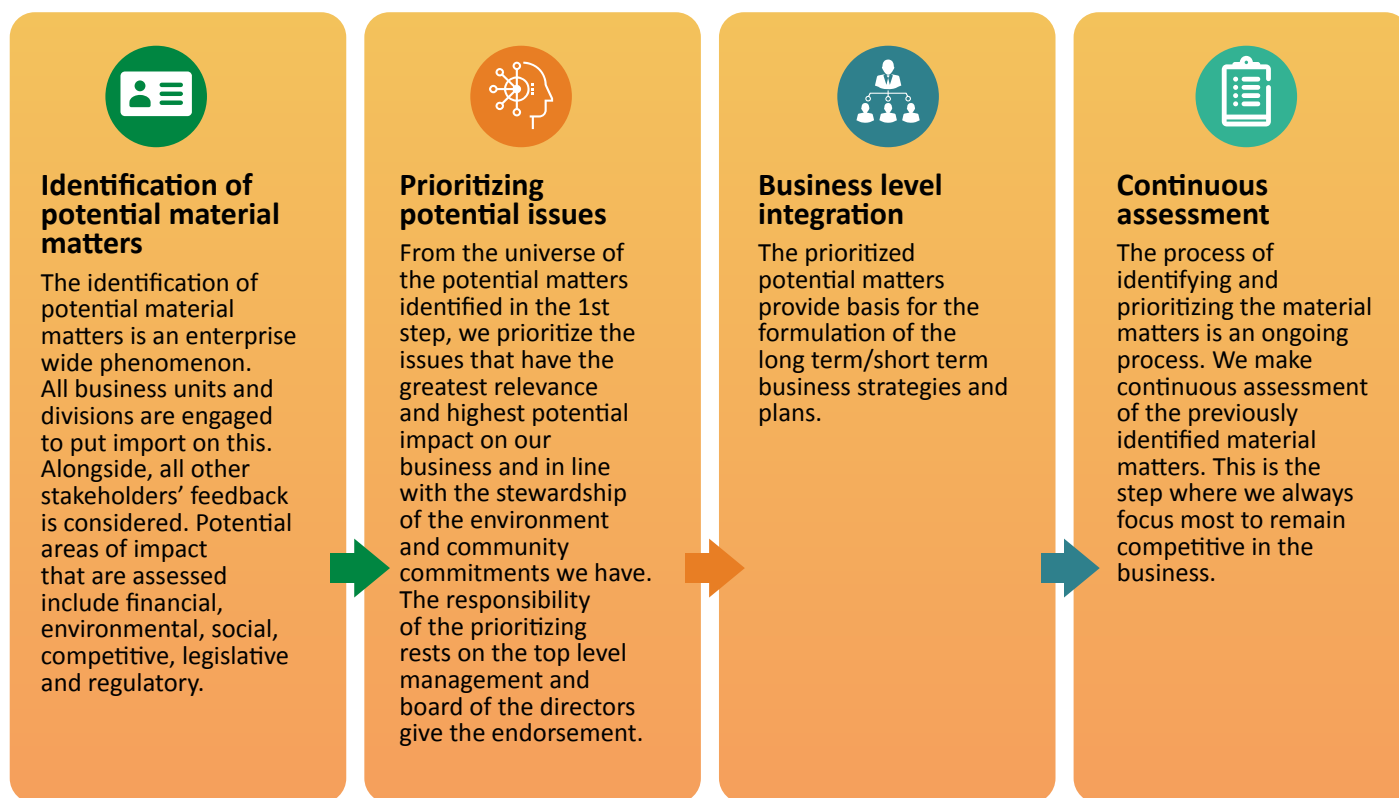 Identification of
potential material
matters
The identification of
potential material
matters is an enterprise
wide phenomenon.
All business units and
divisions are engaged
to put import on this.
Alongside, all other
stakeholders’ feedback
is considered. Potential
areas of impact
that are assessed
include financial,
environmental, social,
competitive, legislative
and regulatory.
Prioritizing
potential issues
From the universe of
the potential matters
identified in the 1st
step, we prioritize the
issues that have the
greatest relevance
and highest potential
impact on our
business and in line
with the stewardship
of the environment
and community
commitments we have.
The responsibility
of the prioritizing
rests on the top level
management and
board of the directors
give the endorsement.
Business level
integration
The prioritized
potential matters
provide basis for the
formulation of the
long term/short term
business strategies and
plans.
Continuous
assessment
The process of
identifying and
prioritizing the material
matters is an ongoing
process. We make
continuous assessment
of the previously
identified material
matters. This is the
step where we always
focus most to remain
competitive in the
business.